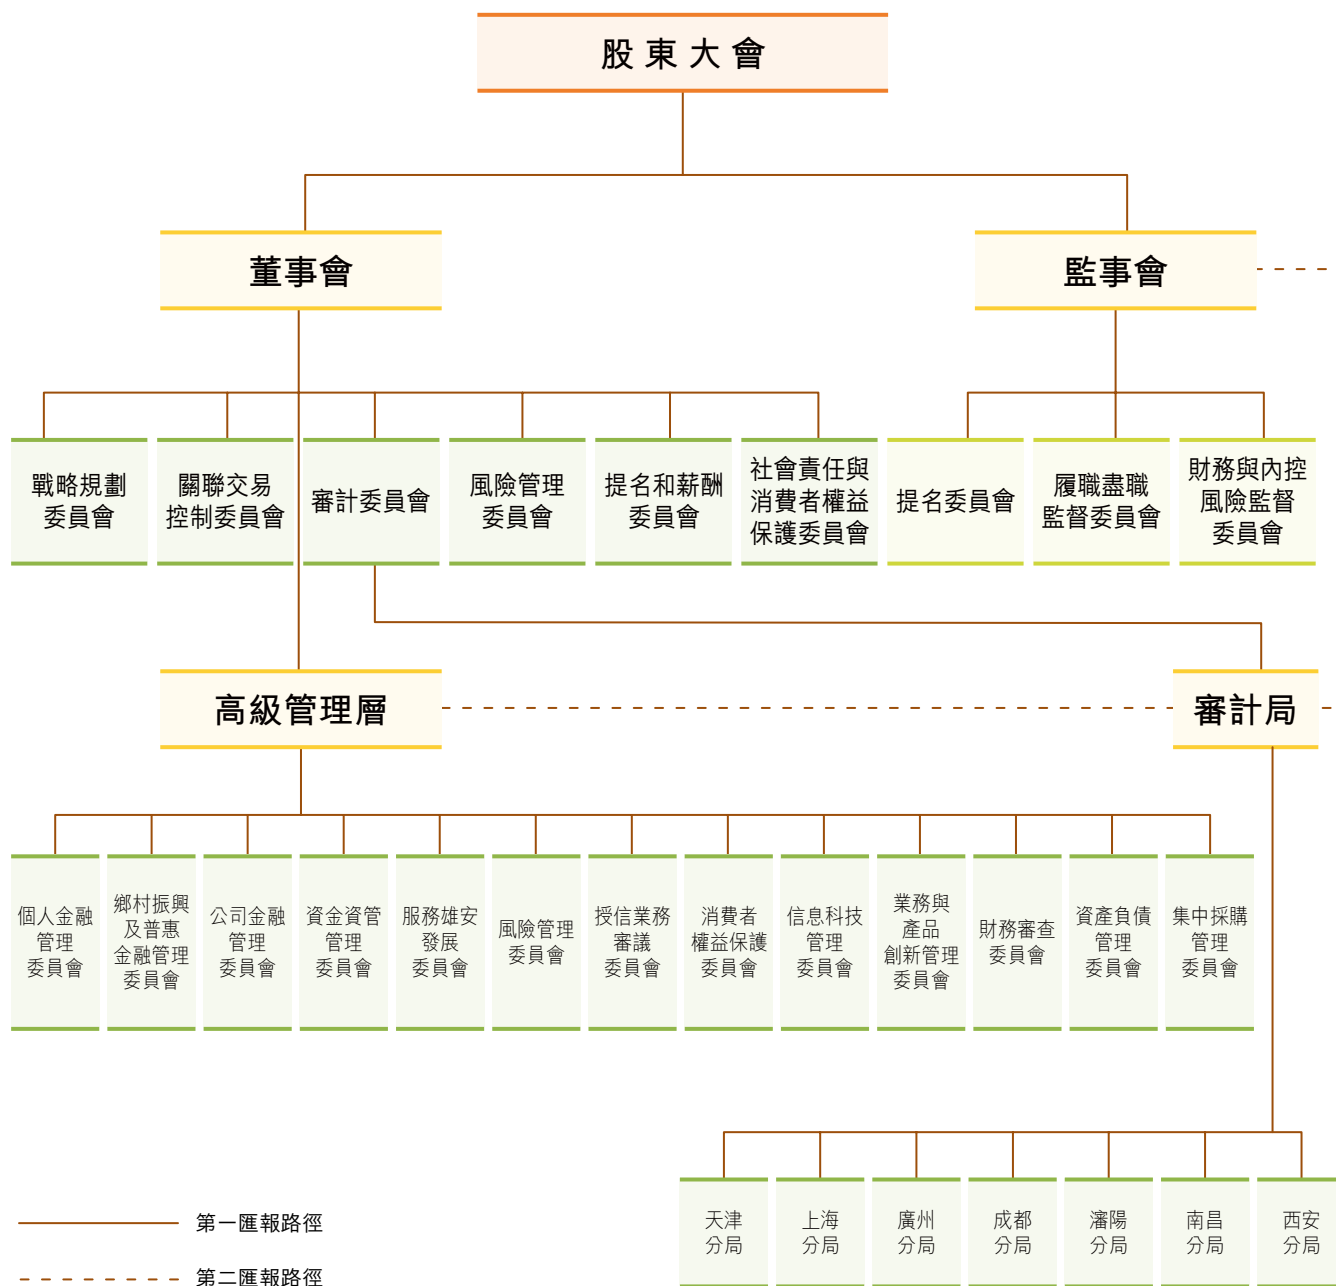 股東大會
董事會
監事會
戰略規劃
委員會
關聯交易
控制委員會
審計委員會
風險管理
委員會
提名和薪酬
委員會
社會責任與
消費者權益
保護委員會
提名委員會
履職盡職
監督委員會
財務與內控
風險監督
委員會
高級管理層
審計局
個人金融
管理
委員會
鄉村振興
及普惠
金融管理
委員會
公司金融
管理
委員會
資金資管
管理
委員會
服務雄安
發展
委員會
風險管理
委員會
授信業務
審議
委員會
消費者
權益保護
委員會
信息科技
管理
委員會
業務與
產品
創新管理
委員會
財務審查
委員會
資產負債
管理
委員會
集中採購
管理
委員會
天津
分局
上海
分局
廣州
分局
成都
分局
瀋陽
分局
南昌
分局
西安
分局
第一匯報路徑
第二匯報路徑